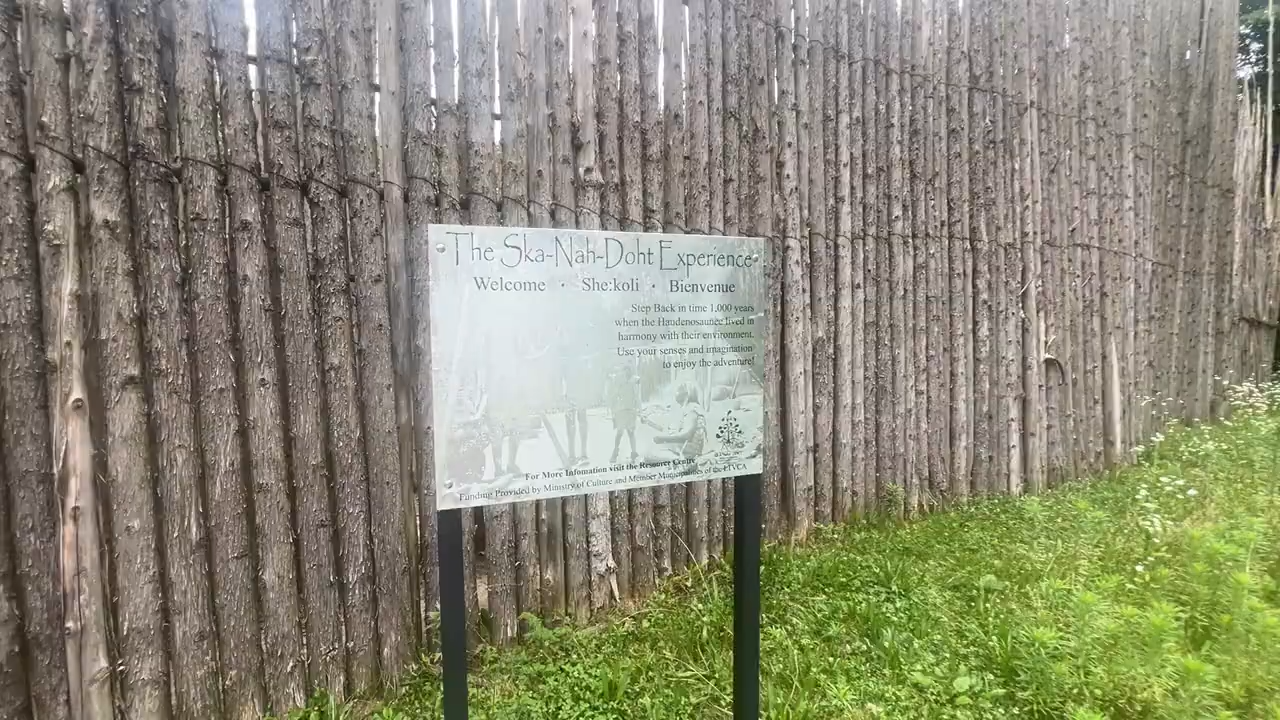 The Ska-Nah-Doht Experience
Welcome · She:koli · Bienvenue
Step Back in time 1,000 years
when the Haudenosaunee lived in
harmony with their environment.
Use your senses and imagination
to enjoy the adventure!
For More Infomation visit the Resource Centre
Funding Provided by Ministry of Culture and Member Municipalities of the LTVCA